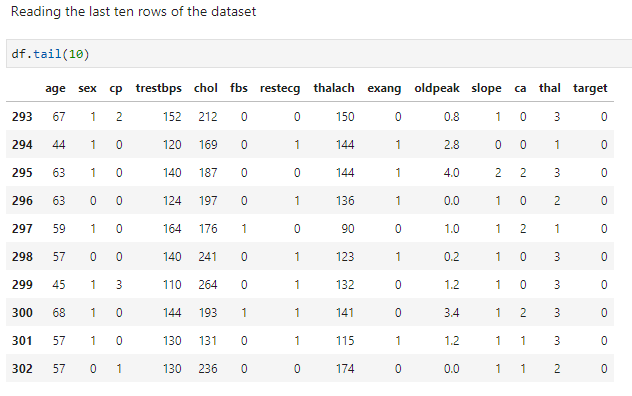 Reading the last ten rows of the dataset
df.tail(10)
age sex cp trestbps chol fbs restecg thalach exang oldpeak slope ca thal target
293 67 1 2 152 212 0 0 150 0 0.8 1 0 3 0
294 44 1 0 120 169 0 1 144 1 2.8 0 0 1 0
295 63 1 0 140 187 0 0 144 1 4.0 2 2 3 0
296 63 0 0 124 197 0 1 136 1 0.0 1 0 2 0
297 59 1 0 164 176 1 0 90 0 1.0 1 2 1 0
298 57 0 0 140 241 0 1 123 1 0.2 1 0 3 0
299 45 1 3 110 264 0 1 132 0 1.2 1 0 3 0
300 68 1 0 144 193 1 1 141 0 3.4 1 2 3 0
301 57 1 0 130 131 0 1 115 1 1.2 1 1 3 0
302 57 0 1 130 236 0 0 174 0 0.0 1 1 2 0